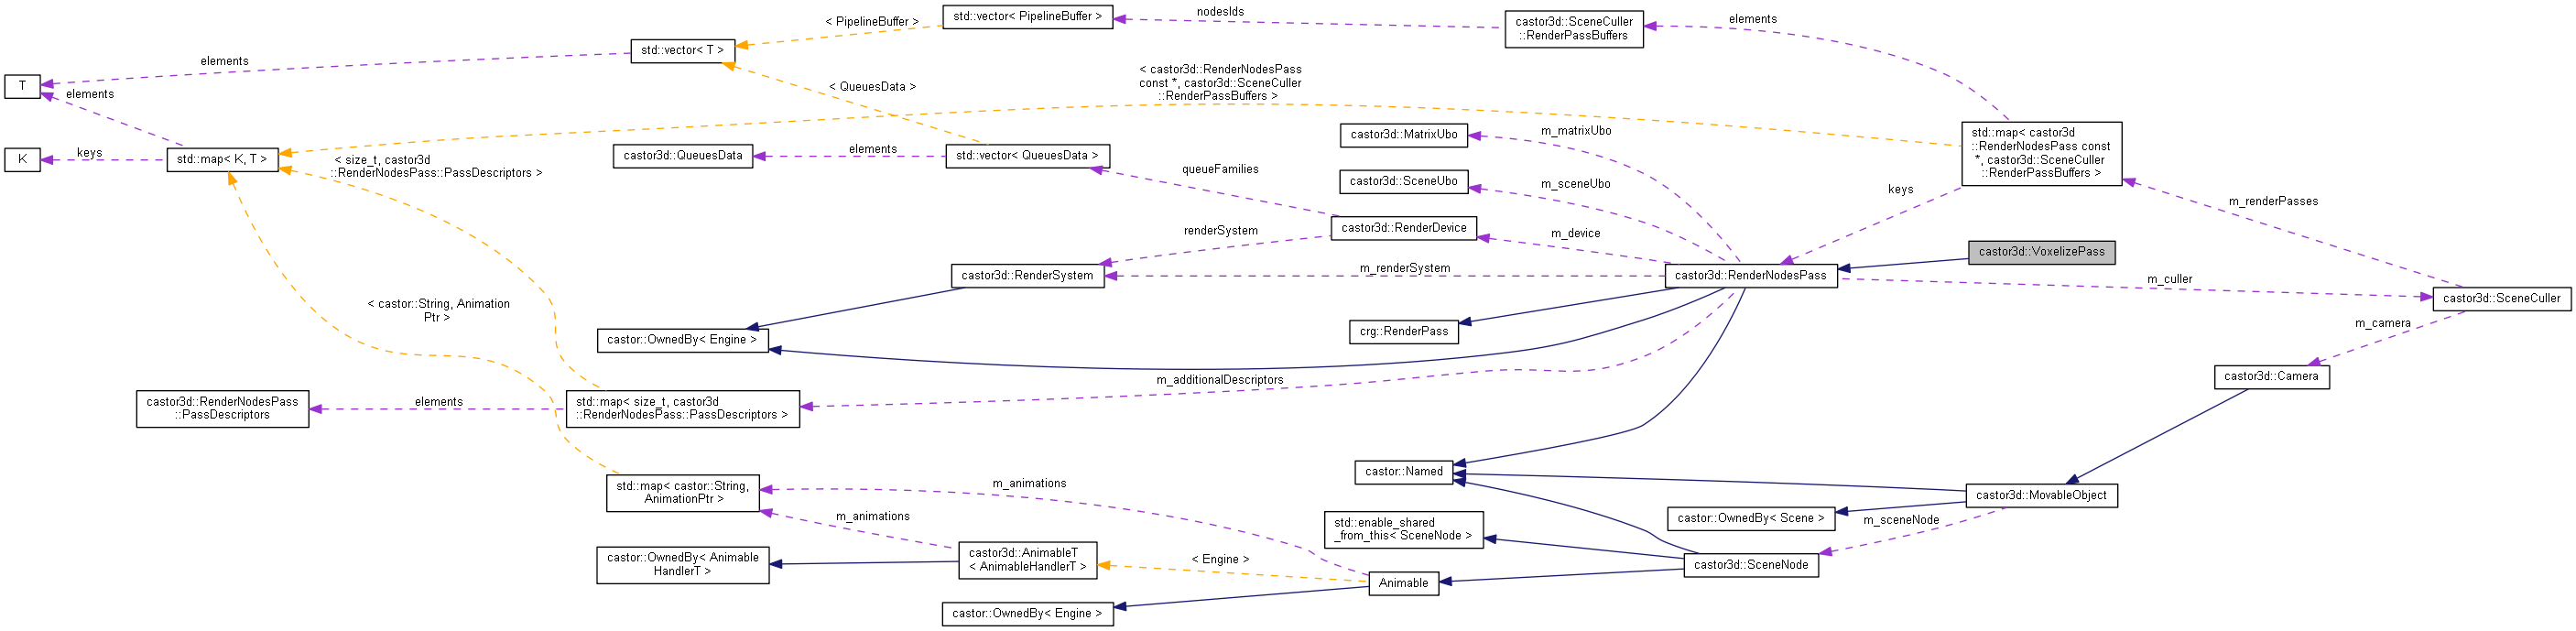 < PipelineBuffer >
std::vector< PipelineBuffer >
nodesIds
castor3d::SceneCuller
::RenderPassBuffers
elements
std::vector< T >
elements
T
elements
< QueuesData >
< castor3d::RenderNodesPass
const *, castor3d::SceneCuller
::RenderPassBuffers >
castor3d::MatrixUbo
m_matrixUbo
std::map< castor3d
::RenderNodesPass const
*, castor3d::SceneCuller
::RenderPassBuffers >
K
keys
std::map< K, T >
< size_t, castor3d
::RenderNodesPass::PassDescriptors >
castor3d::QueuesData
elements
std::vector< QueuesData >
queueFamilies
castor3d::SceneUbo
m_sceneUbo
keys
m_renderPasses
renderSystem
castor3d::RenderDevice
m_device
castor3d::VoxelizePass
castor3d::RenderSystem
m_renderSystem
castor3d::RenderNodesPass
m_culler
castor3d::SceneCuller
< castor::String, Animation
Ptr >
castor::OwnedBy< Engine >
crg::RenderPass
m_camera
castor3d::Camera
m_additionalDescriptors
castor3d::RenderNodesPass
::PassDescriptors
elements
std::map< size_t, castor3d
::RenderNodesPass::PassDescriptors >
castor::Named
std::map< castor::String,
AnimationPtr >
m_animations
m_animations
castor3d::MovableObject
castor::OwnedBy< Scene >
m_sceneNode
std::enable_shared
_from_this< SceneNode >
castor::OwnedBy< Animable
HandlerT >
castor3d::AnimableT
< AnimableHandlerT >
< Engine >
Animable
castor3d::SceneNode
castor::OwnedBy< Engine >